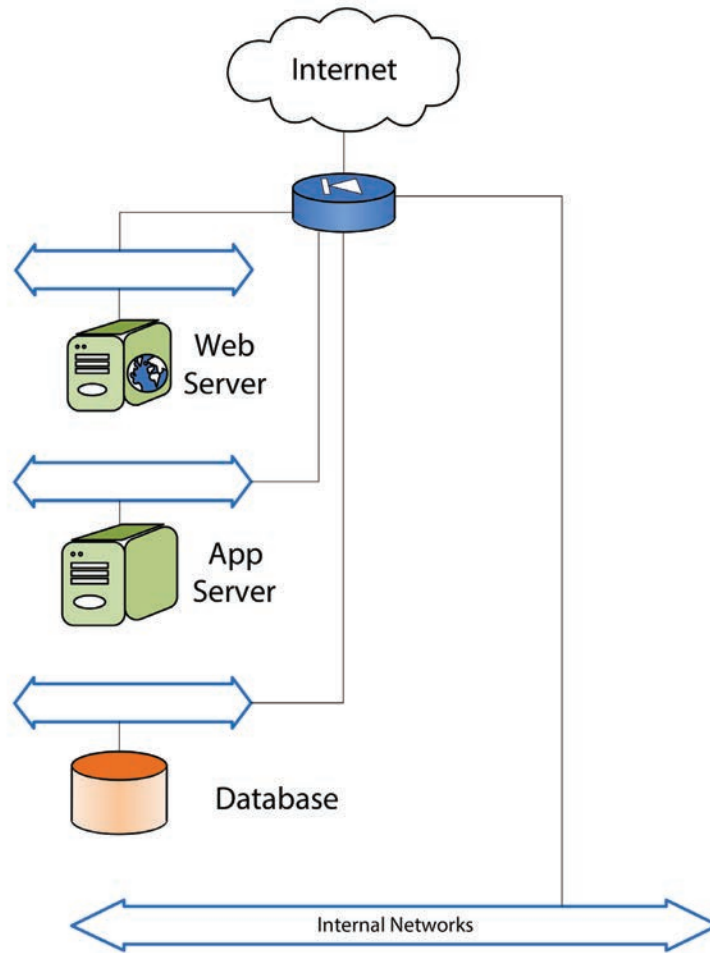 Internet
Web
Server
App
Server
Database
Internal Networks